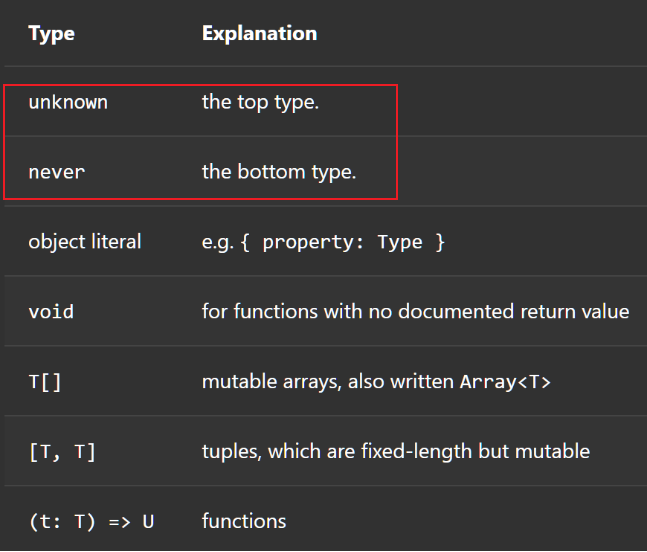 Type Explanation
unknown the top type.
never the bottom type.
object literal e.g. { property: Type }
void for functions with no documented return value
T[] mutable arrays, also written Array<T>
[T, T] tuples, which are fixed-length but mutable
(t: T) => U functions